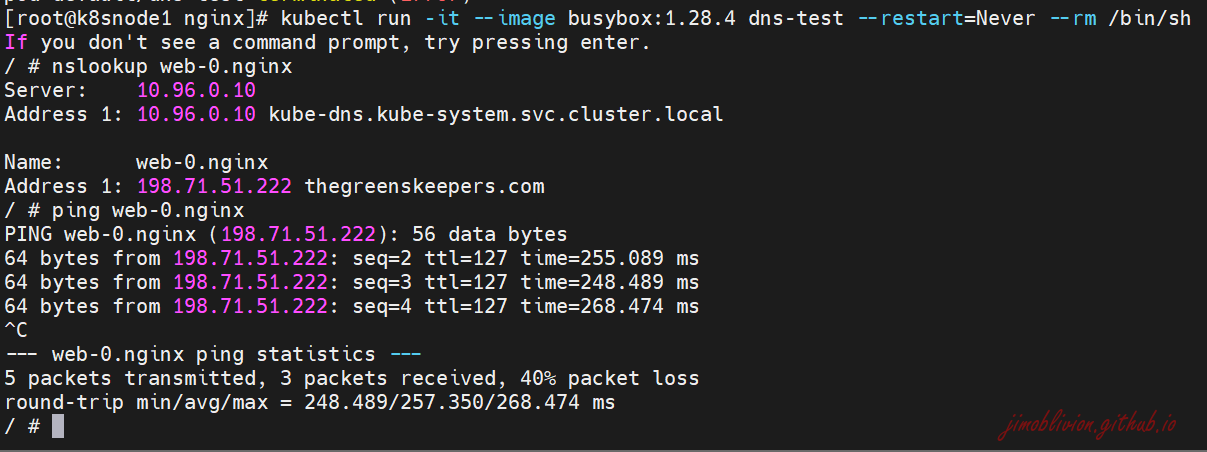 [root@k8snode1 nginx]# kubectl run -it --image busybox:1.28.4 dns-test --restart=Never --rm /bin/sh
If you don't see a command prompt, try pressing enter.
/ # nslookup web-0.nginx
Server:    10.96.0.10
Address 1: 10.96.0.10 kube-dns.kube-system.svc.cluster.local

Name:      web-0.nginx
Address 1: 198.71.51.222 thegreenskeepers.com
/ # ping web-0.nginx
PING web-0.nginx (198.71.51.222): 56 data bytes
64 bytes from 198.71.51.222: seq=2 ttl=127 time=255.089 ms
64 bytes from 198.71.51.222: seq=3 ttl=127 time=248.489 ms
64 bytes from 198.71.51.222: seq=4 ttl=127 time=268.474 ms
^C
--- web-0.nginx ping statistics ---
5 packets transmitted, 3 packets received, 40% packet loss
round-trip min/avg/max = 248.489/257.350/268.474 ms
/ #
jimoblivion.github.io